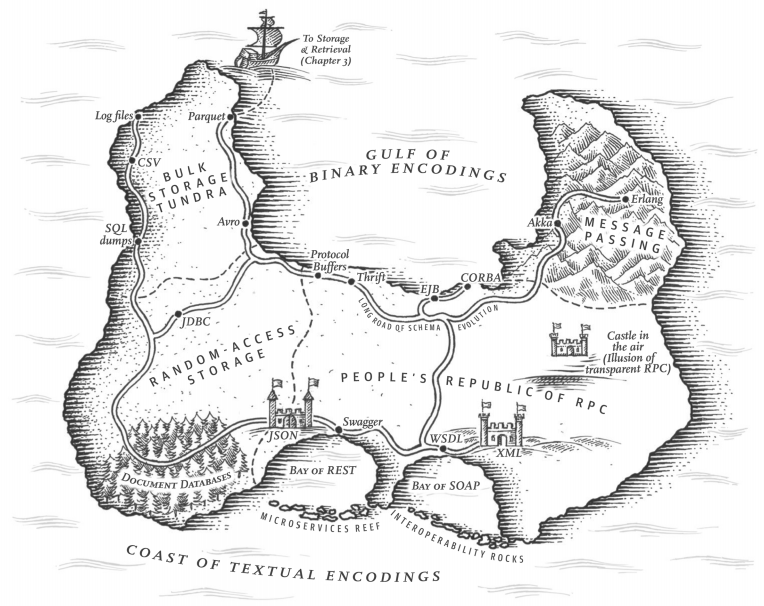 To Storage
& Retrieval
(Chapter 3)
Log files
Parquet
CSV
BULK
STORAGE
TUNDRA
GULF OF
BINARY ENCODINGS
Erlang
Akka
MESSAGE
PASSING
SQL
dumps
Avro
Protocol
Buffers
Thrift
EJB
CORBA
LONG ROAD OF SCHEMA EVOLUTION
JDBC
RANDOM-ACCESS
STORAGE
Castle in
the air
(Illusion of
transparent RPC)
PEOPLE'S REPUBLIC OF RPC
JSON
Swagger
WSDL
XML
DOCUMENT DATABASES
BAY OF REST
BAY OF SOAP
MICROSERVICES REEF
INTEROPERABILITY ROCKS
COAST OF TEXTUAL ENCODINGS